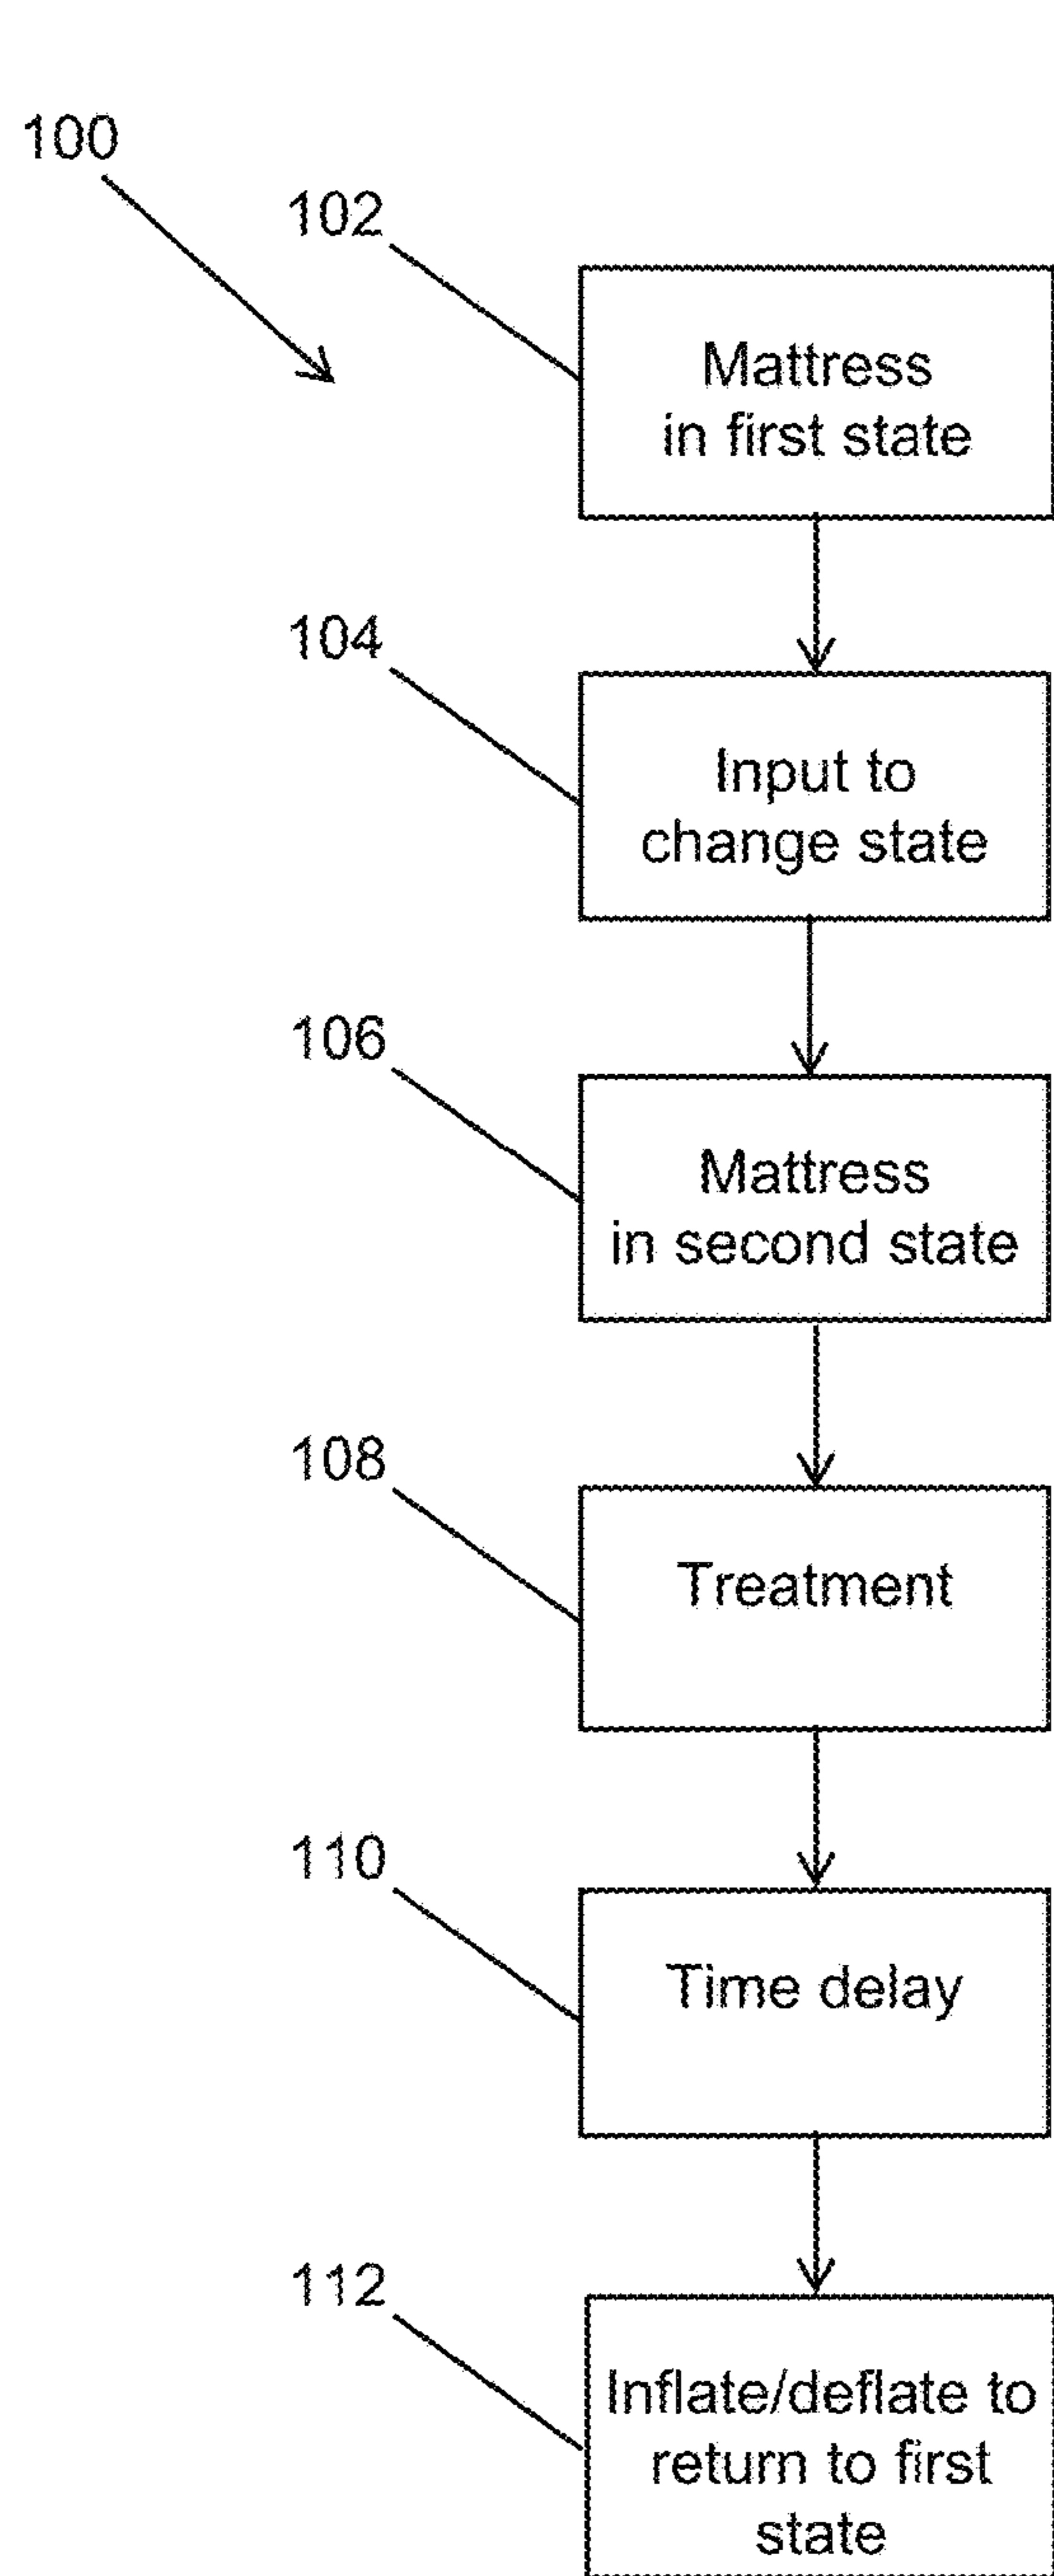 100
102
Mattress
in first state
104
Input to
change state
106
Mattress
in second state
108
Treatment
110
Time delay
112
Inflate/deflate to
return to first
state